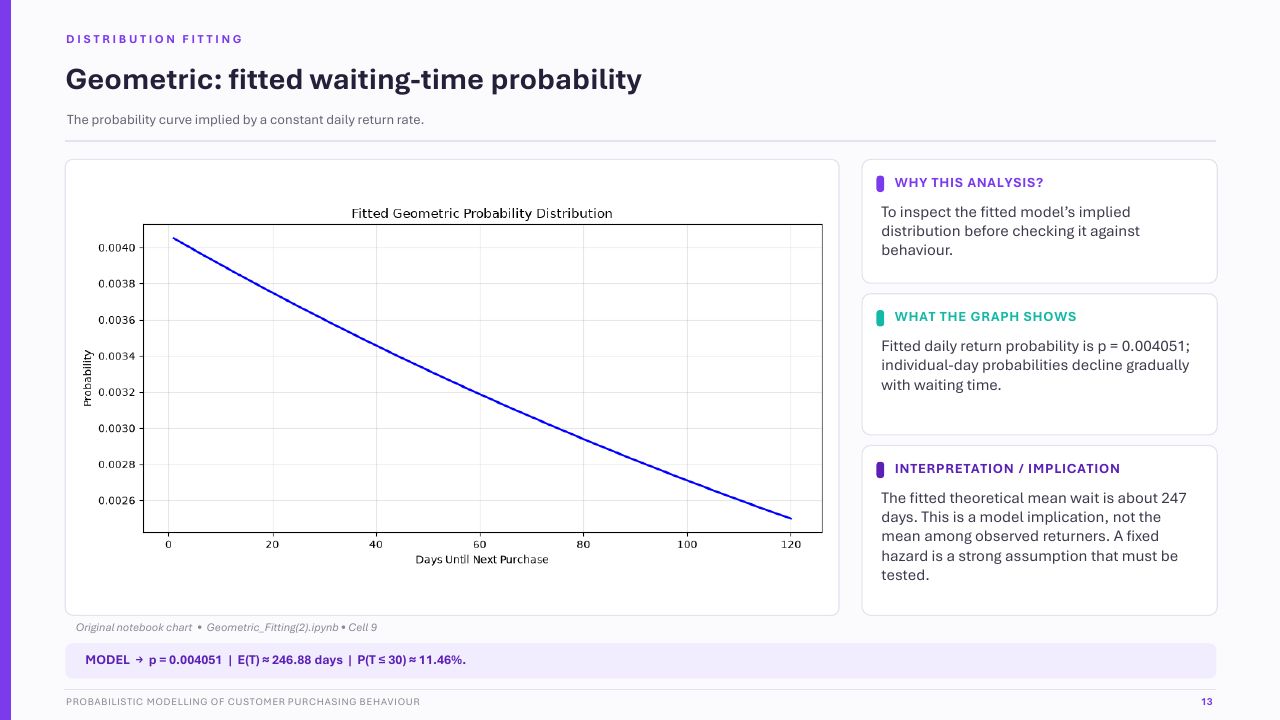 DISTRIBUTION FITTING
Geometric: fitted waiting-time probability
The probability curve implied by a constant daily return rate.
Fitted Geometric Probability Distribution
0.0040
0.0038
0.0036
0.0034
0.0032
0.0030
0.0028
0.0026
Probability
0 20 40 60 80 100 120
Days Until Next Purchase
WHY THIS ANALYSIS?
To inspect the fitted model’s implied
distribution before checking it against
behaviour.
WHAT THE GRAPH SHOWS
Fitted daily return probability is p = 0.004051;
individual-day probabilities decline gradually
with waiting time.
INTERPRETATION / IMPLICATION
The fitted theoretical mean wait is about 247
days. This is a model implication, not the
mean among observed returners. A fixed
hazard is a strong assumption that must be
tested.
Original notebook chart • Geometric_Fitting(2).ipynb • Cell 9
MODEL → p = 0.004051 | E(T) ≈ 246.88 days | P(T ≤ 30) ≈ 11.46%.
PROBABILISTIC MODELLING OF CUSTOMER PURCHASING BEHAVIOUR
13